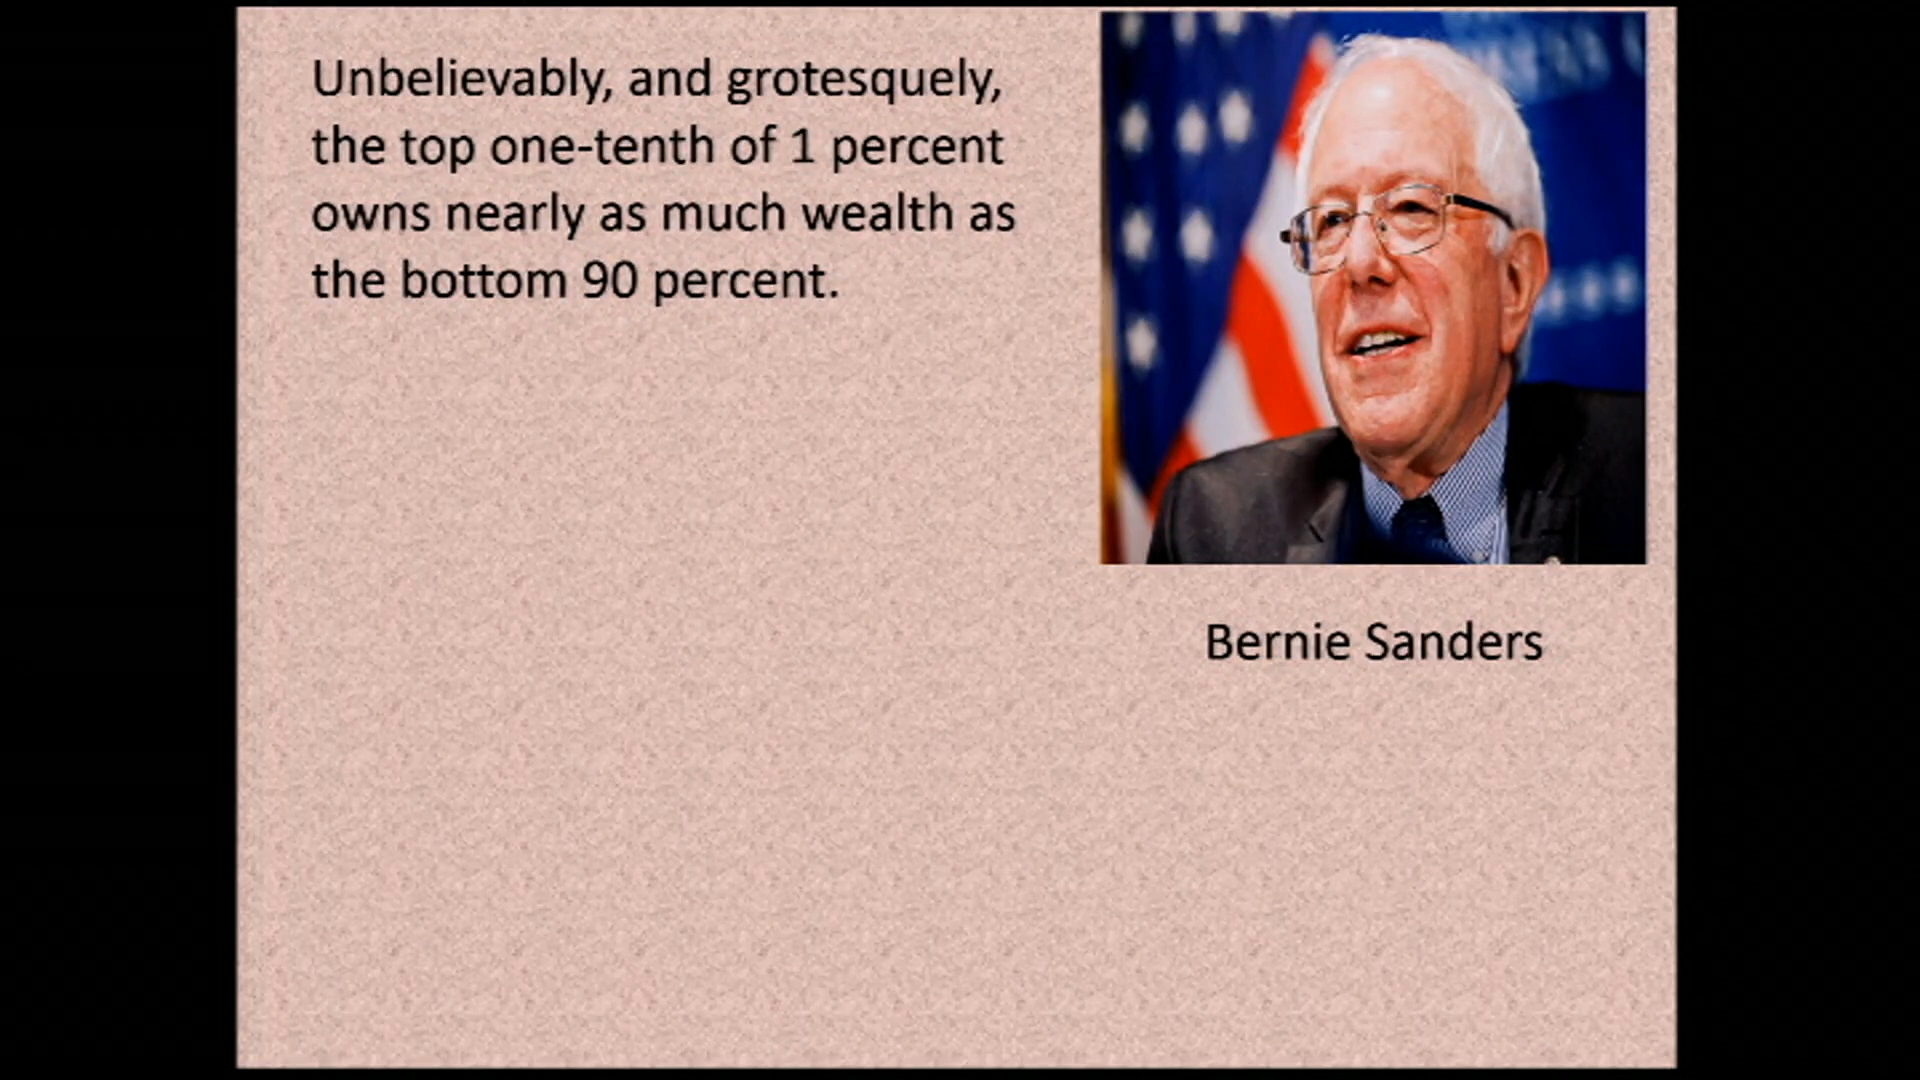 Unbelievably, and grotesquely,
the top one-tenth of 1 percent
owns nearly as much wealth as
the bottom 90 percent.
Bernie Sanders